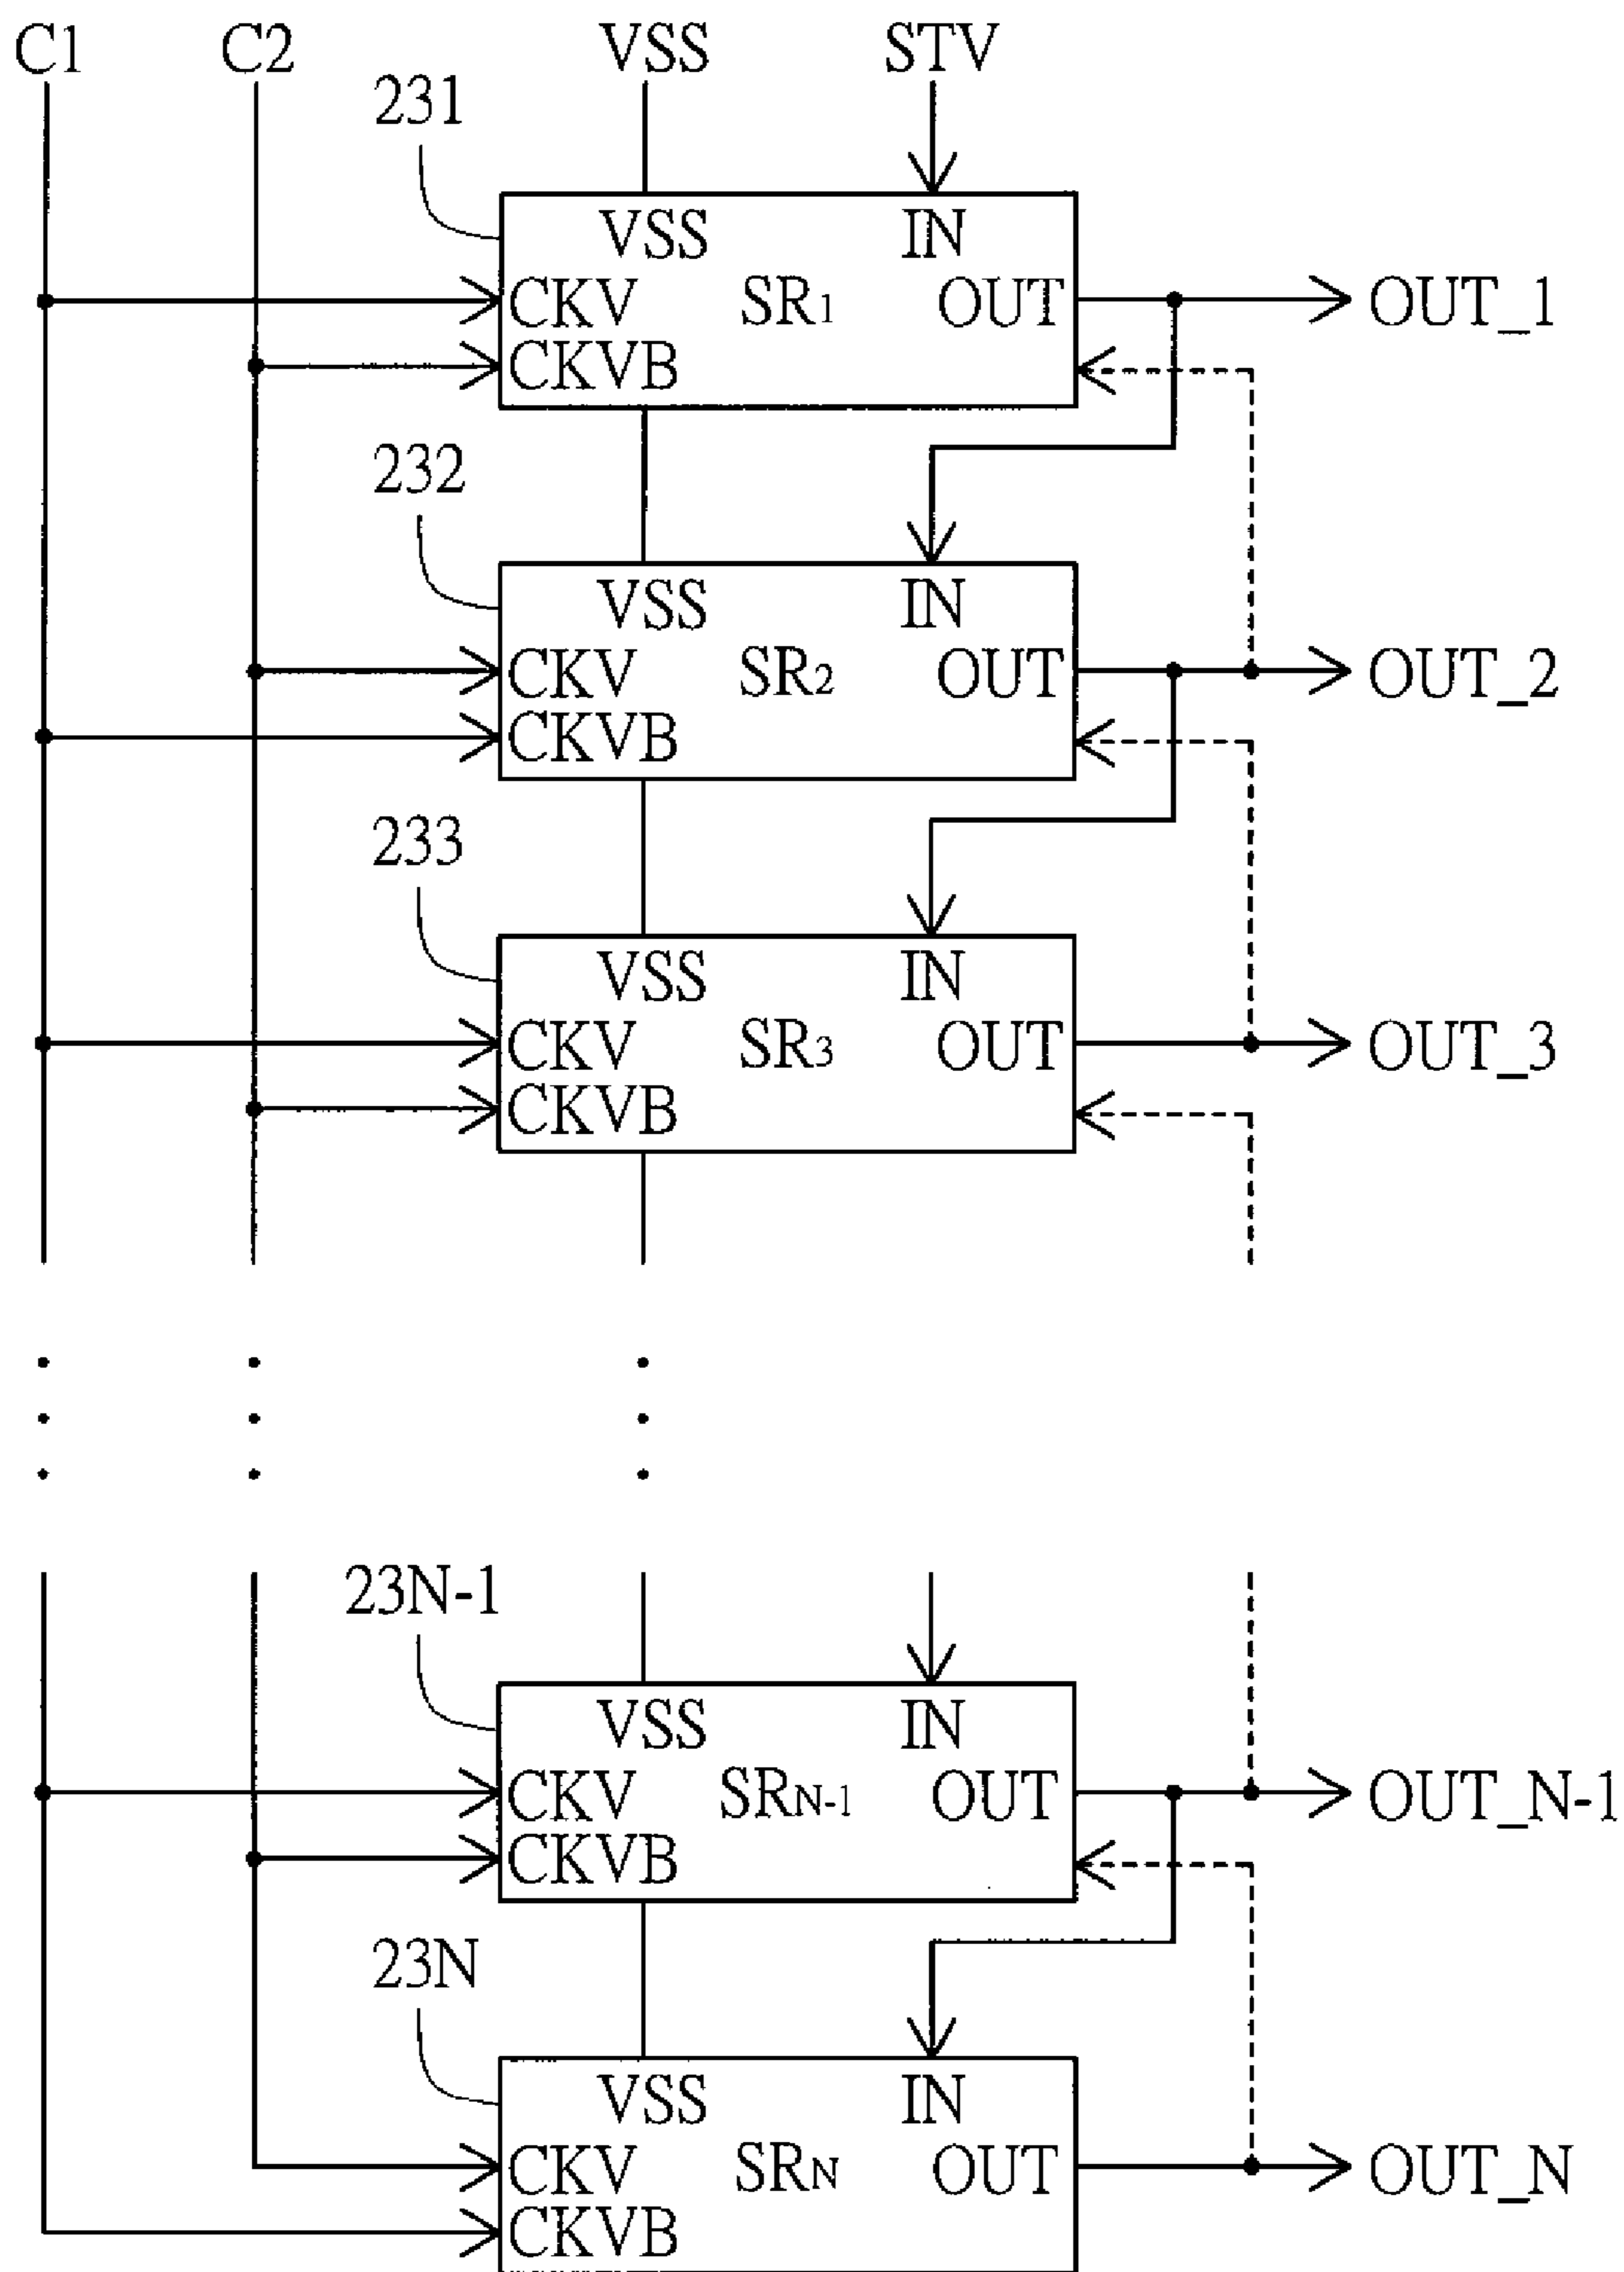 C1 C2 VSS STV
231
VSS IN
CKV SR1 OUT OUT_1
CKVB
232
VSS IN
CKV SR2 OUT OUT_2
CKVB
233
VSS IN
CKV SR3 OUT OUT_3
CKVB
23N-1
VSS IN
CKV SRN-1 OUT OUT_N-1
CKVB
23N
VSS IN
CKV SRN OUT OUT_N
CKVB